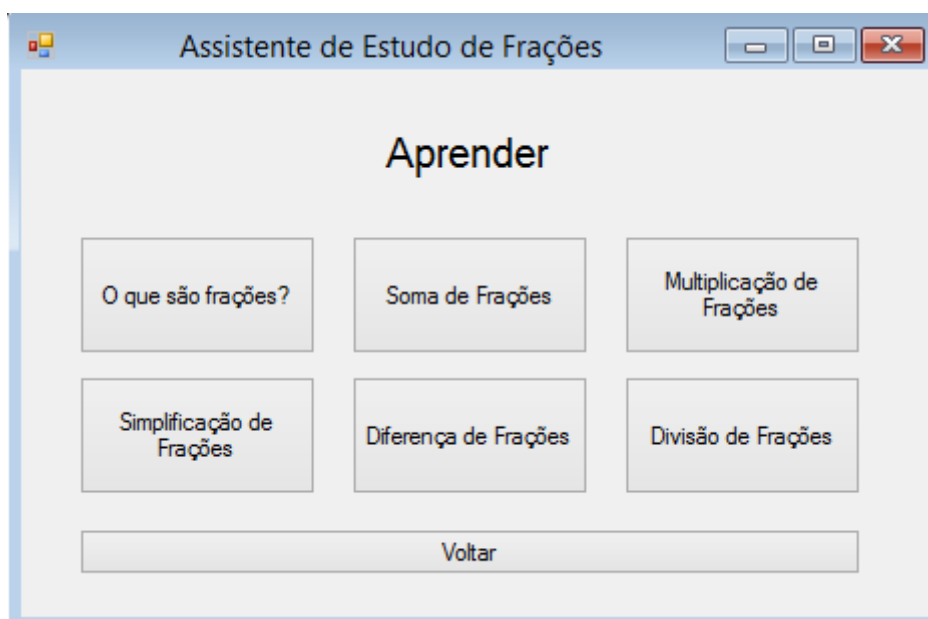 Assistente de Estudo de Frações
Aprender
O que são frações?
Soma de Frações
Multiplicação de
Frações
Simplificação de
Frações
Diferença de Frações
Divisão de Frações
Voltar